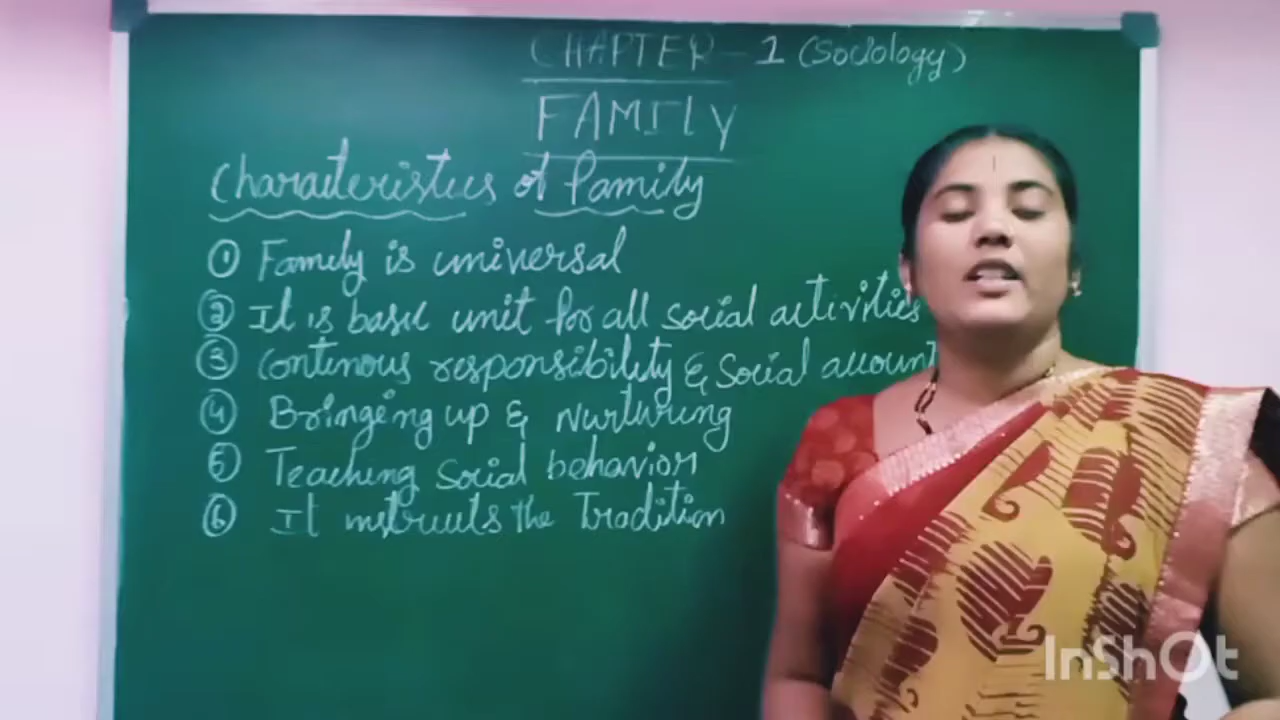 CHAPTER - 1 (Sociology)
FAMILY
Characteristics of Family
① Family is universal
② It is basic unit for all social activities
③ Continous responsibility & Social
④ Bringing up & Nurturing
⑤ Teaching social behavior
⑥ It instructs the Tradition
InShOt